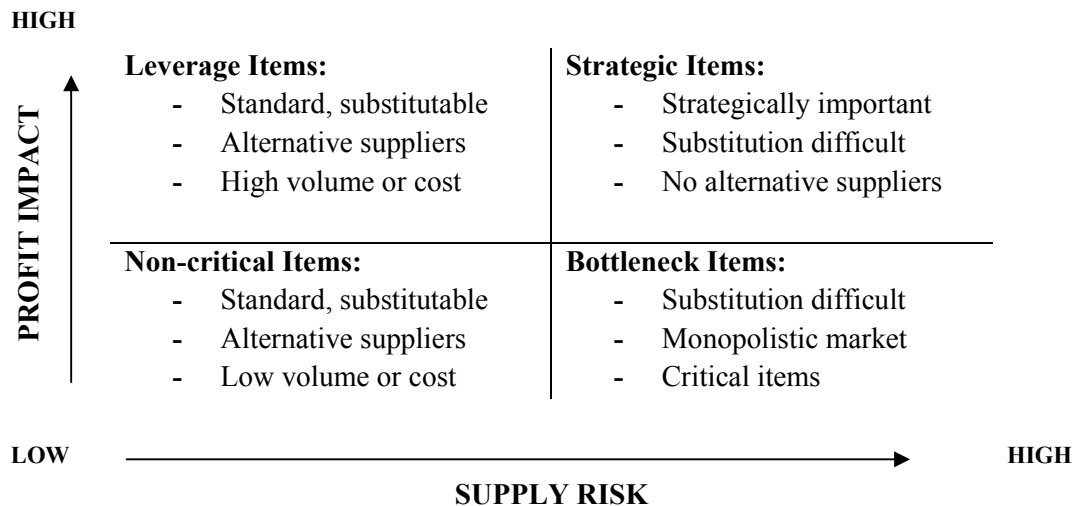 HIGH
PROFIT IMPACT
Leverage Items:
- Standard, substitutable
- Alternative suppliers
- High volume or cost
Strategic Items:
- Strategically important
- Substitution difficult
- No alternative suppliers
Non-critical Items:
- Standard, substitutable
- Alternative suppliers
- Low volume or cost
Bottleneck Items:
- Substitution difficult
- Monopolistic market
- Critical items
LOW
HIGH
SUPPLY RISK